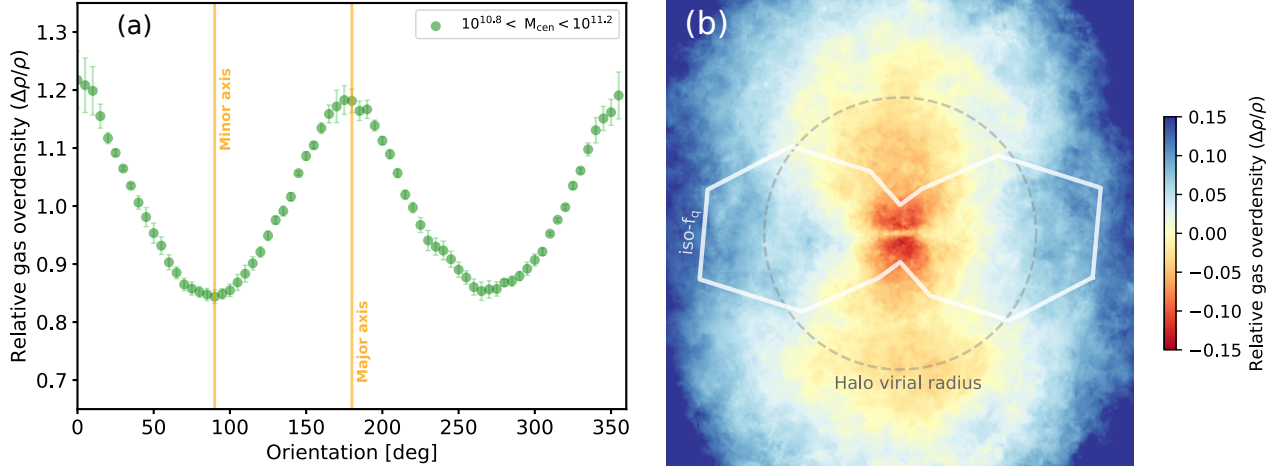 (a)
10^10.8 < M_cen < 10^11.2
Relative gas overdensity (Δρ/ρ)
1.3
1.2
1.1
1.0
0.9
0.8
0.7
Minor axis
Major axis
0
50
100
150
200
250
300
350
Orientation [deg]
(b)
iso-f_q
Halo virial radius
0.15
0.10
0.05
0.00
−0.05
−0.10
−0.15
Relative gas overdensity (Δρ/ρ)